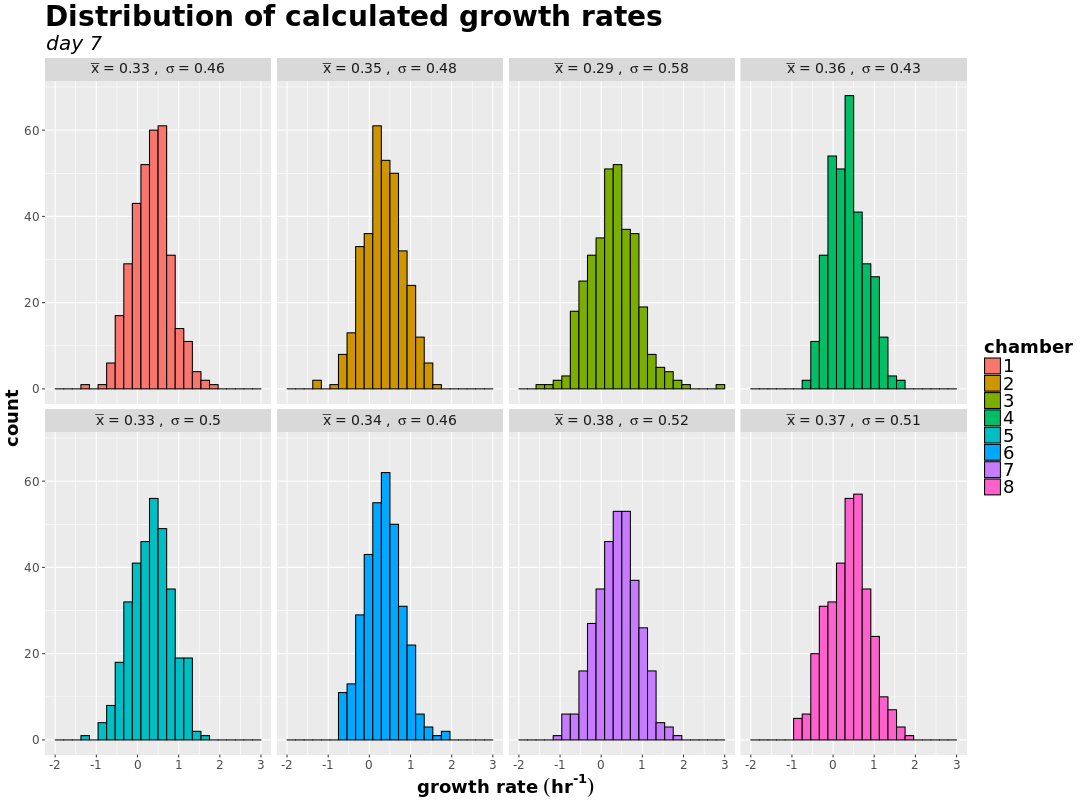 Distribution of calculated growth rates
day 7
x̅ = 0.33 , σ = 0.46
x̅ = 0.35 , σ = 0.48
x̅ = 0.29 , σ = 0.58
x̅ = 0.36 , σ = 0.43
60
40
20
0
x̅ = 0.33 , σ = 0.5
x̅ = 0.34 , σ = 0.46
x̅ = 0.38 , σ = 0.52
x̅ = 0.37 , σ = 0.51
60
40
20
0
-2 -1 0 1 2 3
-2 -1 0 1 2 3
-2 -1 0 1 2 3
-2 -1 0 1 2 3
count
growth rate (hr⁻¹)
chamber
1
2
3
4
5
6
7
8